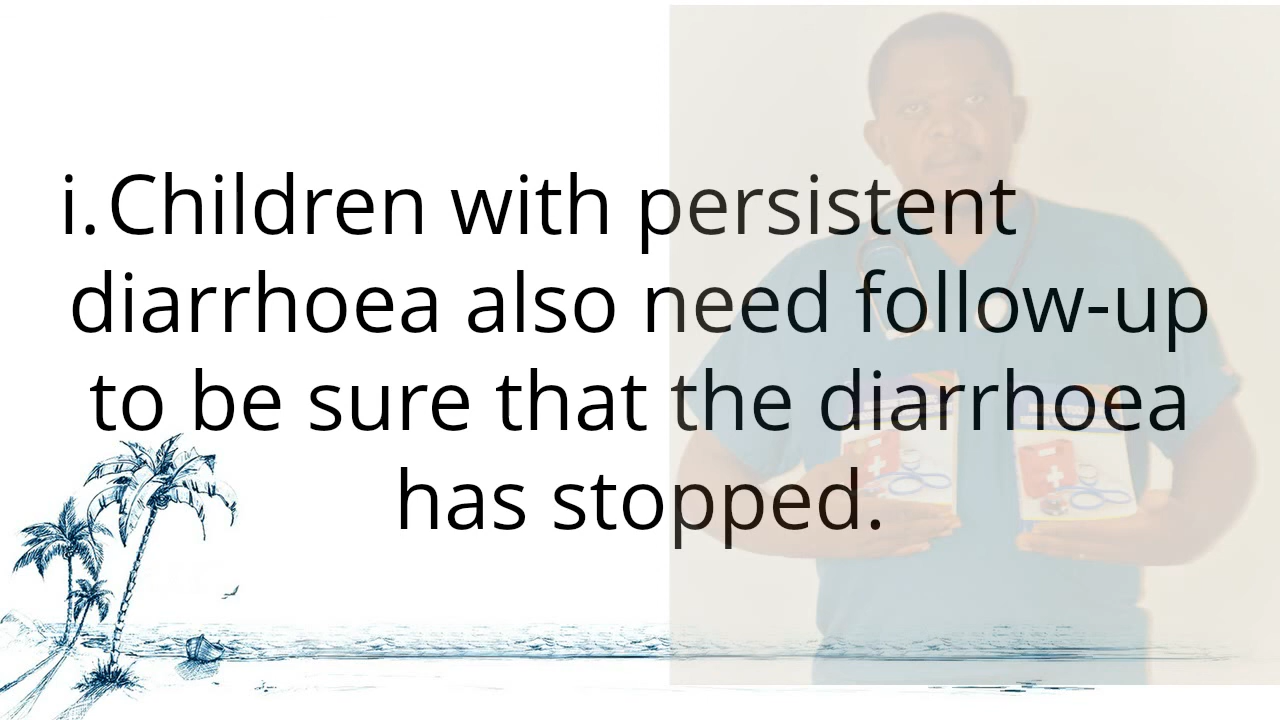 i. Children with persistent
diarrhoea also need follow-up
to be sure that the diarrhoea
has stopped.